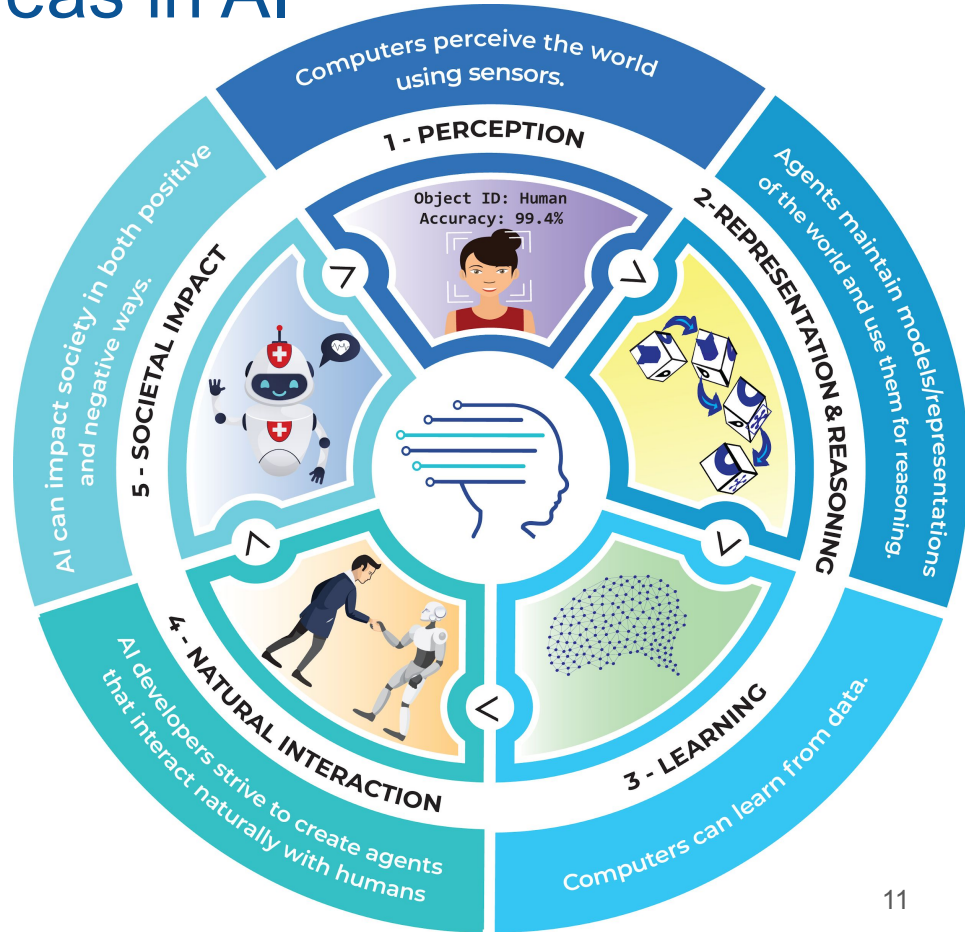 in AI
Computers perceive the world
using sensors.
1 - PERCEPTION
Object ID: Human
Accuracy: 99.4%
Agents maintain models/representations
of the world and use them for reasoning.
2-REPRESENTATION & REASONING
Computers can learn from data.
3 - LEARNING
AI developers strive to create agents
that interact naturally with humans
4 - NATURAL INTERACTION
AI can impact society in both positive
and negative ways.
5 - SOCIETAL IMPACT
11